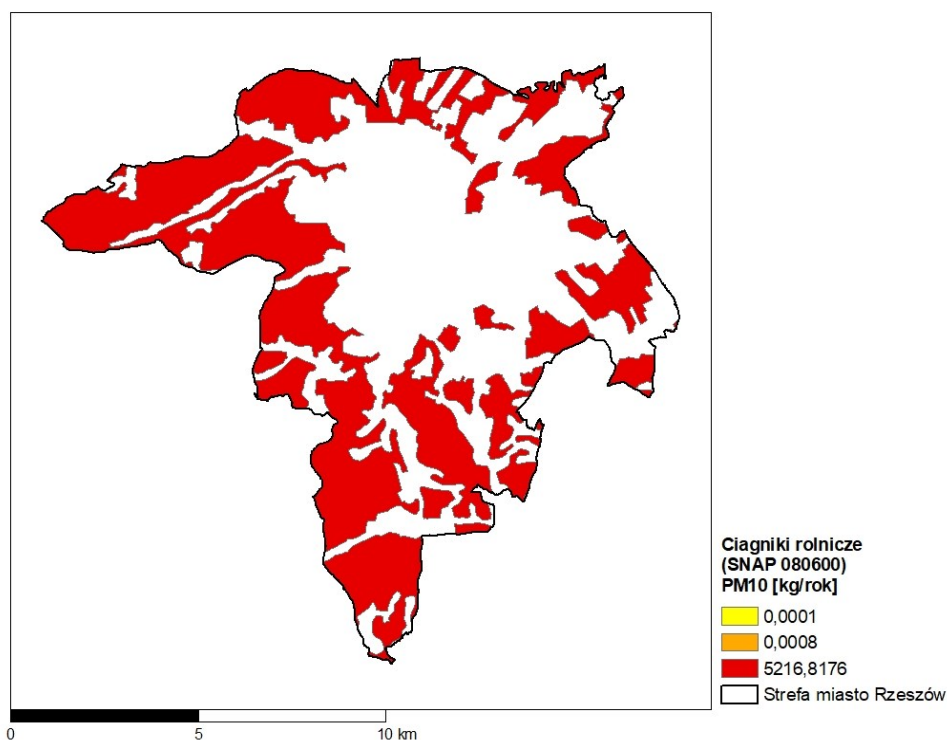 Ciagniki rolnicze
(SNAP 080600)
PM10 [kg/rok]
0,0001
0,0008
5216,8176
Strefa miasto Rzeszów
0 5 10 km